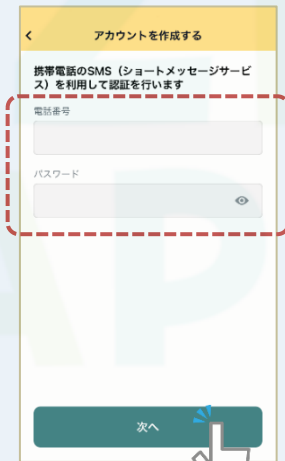 アカウントを作成する
携帯電話のSMS（ショートメッセージサービ
ス）を利用して認証を行います
電話番号
パスワード
次へ